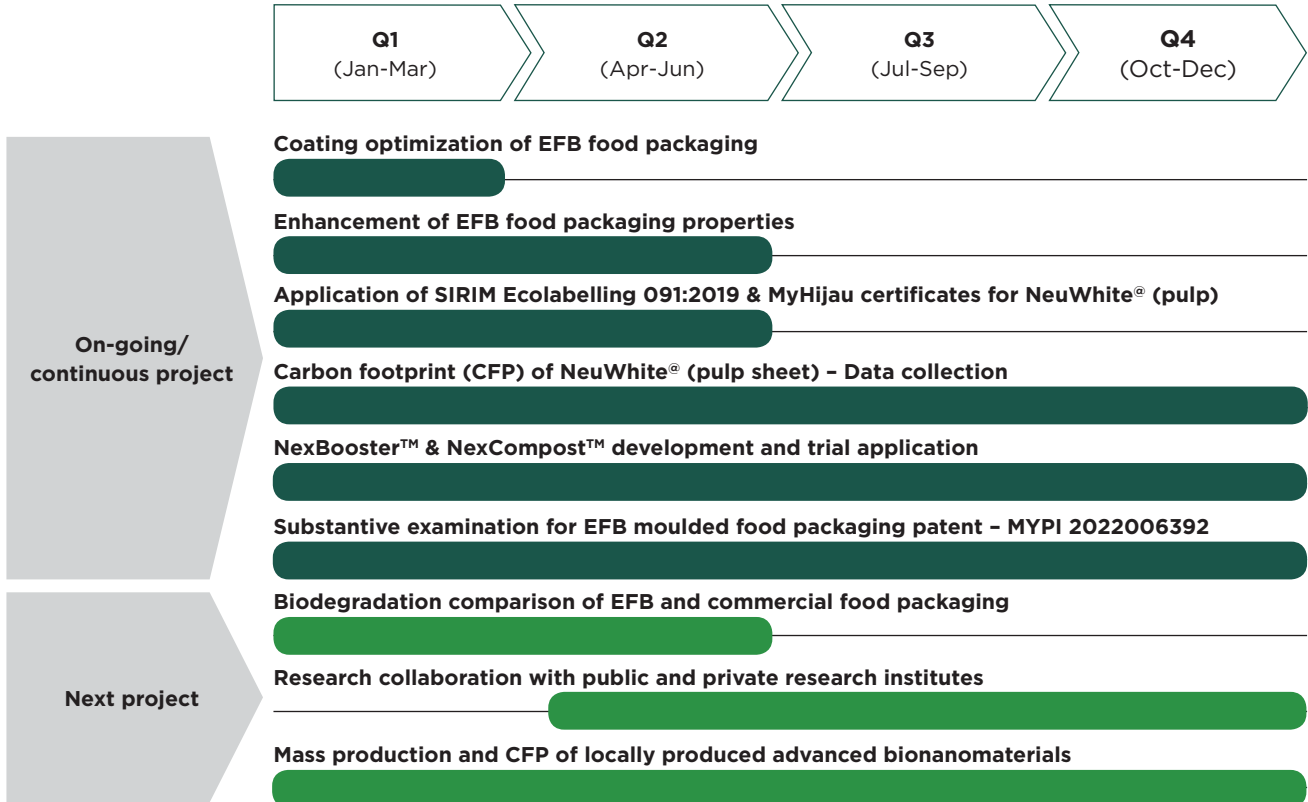 Q1
(Jan-Mar)
Q2
(Apr-Jun)
Q3
(Jul-Sep)
Q4
(Oct-Dec)
On-going/
continuous project
Coating optimization of EFB food packaging
Enhancement of EFB food packaging properties
Application of SIRIM Ecolabelling 091:2019 & MyHijau certificates for NeuWhite® (pulp)
Carbon footprint (CFP) of NeuWhite® (pulp sheet) – Data collection
NexBooster™ & NexCompost™ development and trial application
Substantive examination for EFB moulded food packaging patent – MYPI 2022006392
Next project
Biodegradation comparison of EFB and commercial food packaging
Research collaboration with public and private research institutes
Mass production and CFP of locally produced advanced bionanomaterials